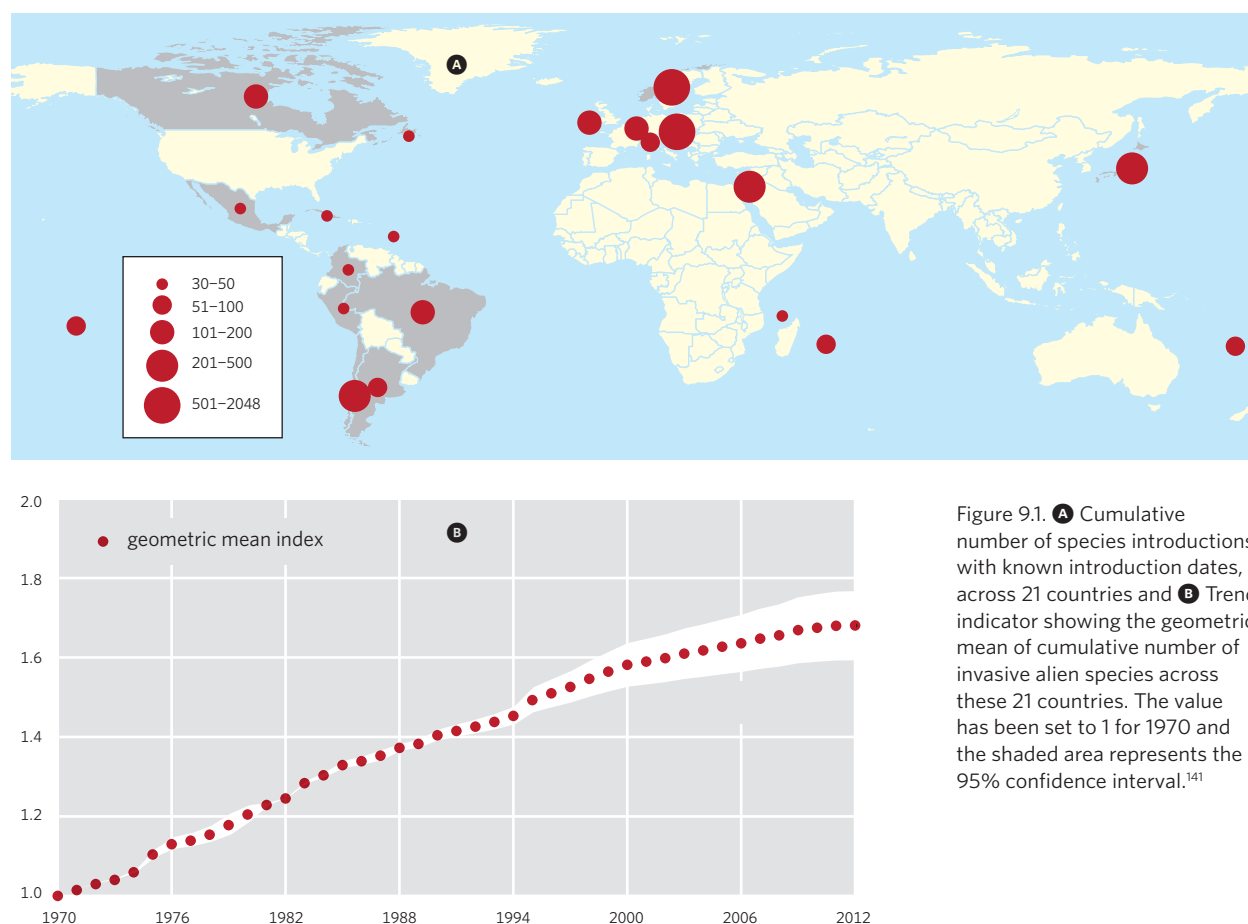 A
30–50
51–100
101–200
201–500
501–2048
2.0
1.8
1.6
1.4
1.2
1.0
geometric mean index
B
1970 1976 1982 1988 1994 2000 2006 2012
Figure 9.1. A Cumulative
number of species introductions
with known introduction dates,
across 21 countries and B Tren
indicator showing the geometric
mean of cumulative number of
invasive alien species across
these 21 countries. The value
has been set to 1 for 1970 and
the shaded area represents the
95% confidence interval.141